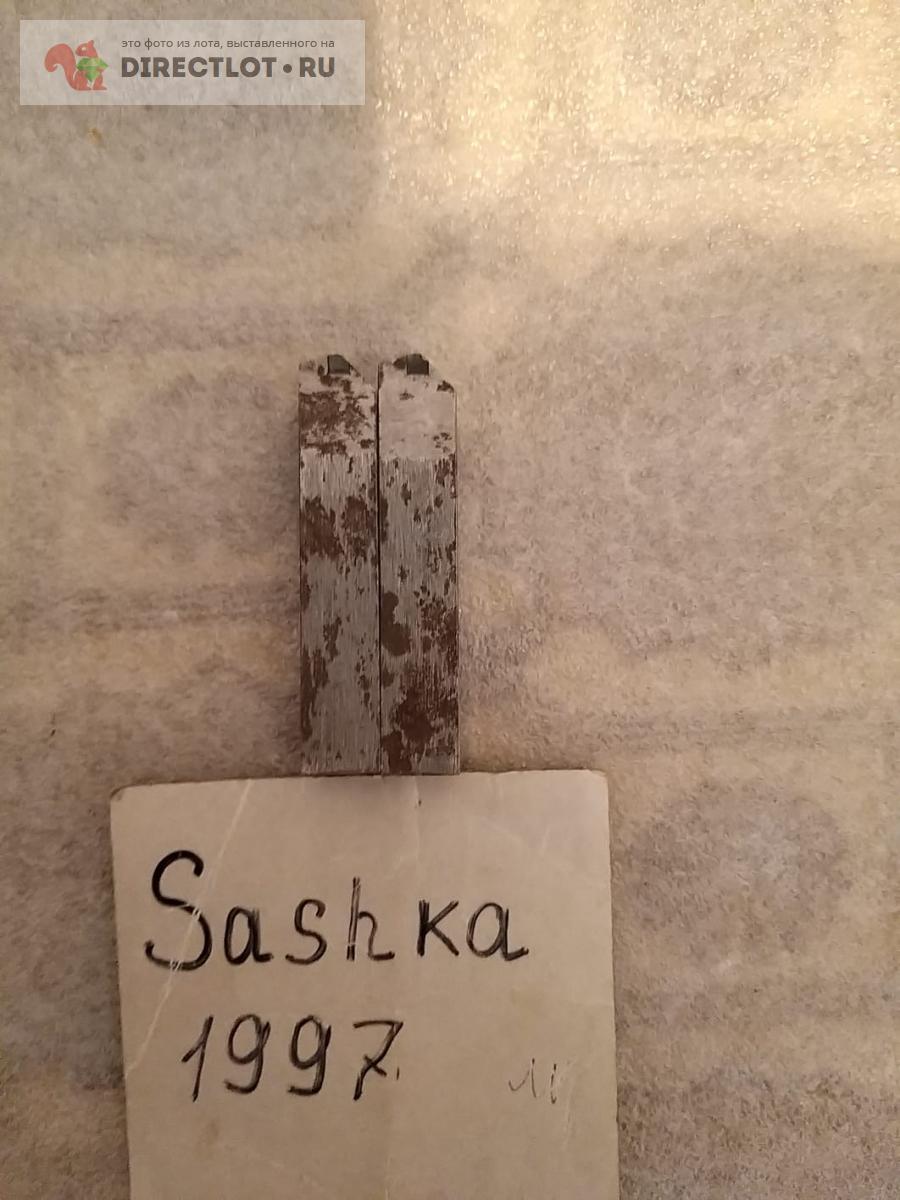 это фото из лота, выставленного на
DIRECTLOT•RU
Sashka
1997